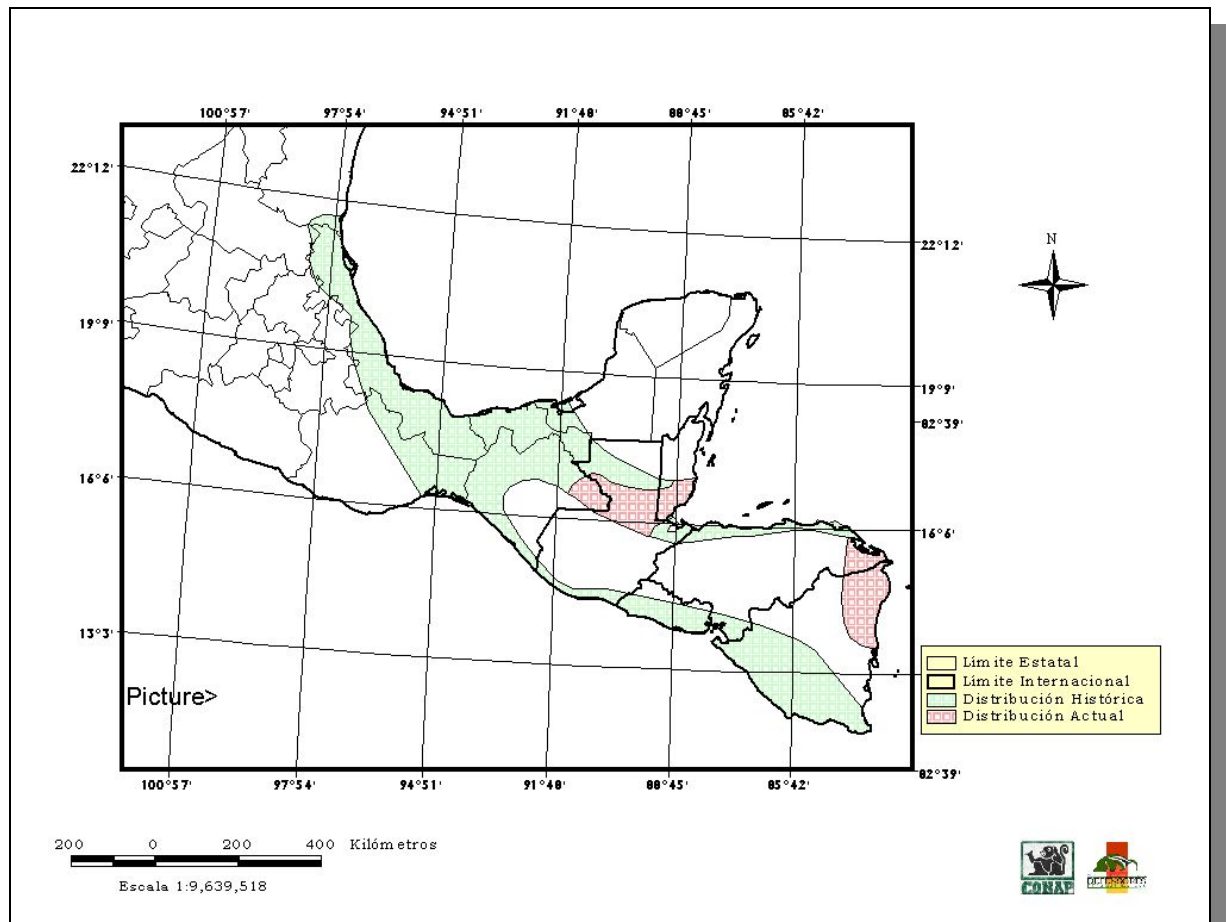 100°57' 97°54' 94°51' 91°48' 88°45' 85°42'
22°12'
22°12'
N
19°9'
19°9'
82°39'
16°6'
16°6'
13°3'
Límite Estatal
Límite Internacional
Distribución Histórica
Distribución Actual
Picture>
82°39'
100°57' 97°54' 94°51' 91°48' 88°45' 85°42'
200 0 200 400 Kilómetros
Escala 1:9,639,518
CONAP